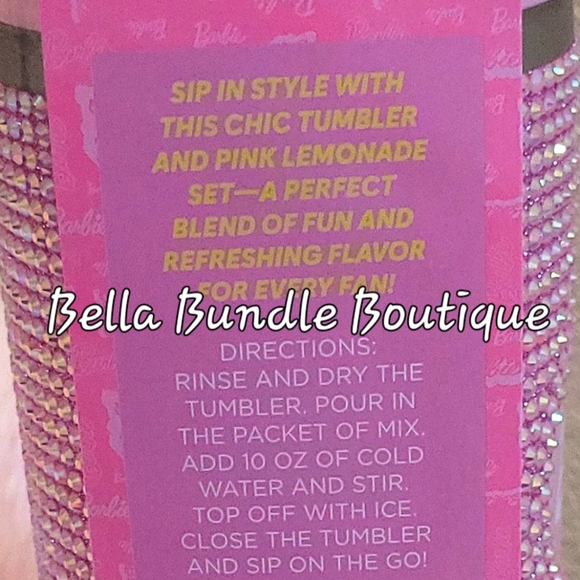 Barbie
SIP IN STYLE WITH
THIS CHIC TUMBLER
AND PINK LEMONADE
SET—A PERFECT
BLEND OF FUN AND
REFRESHING FLAVOR
FOR EVERY FAN!
Bella Bundle Boutique
DIRECTIONS:
RINSE AND DRY THE
TUMBLER. POUR IN
THE PACKET OF MIX.
ADD 10 OZ OF COLD
WATER AND STIR.
TOP OFF WITH ICE.
CLOSE THE TUMBLER
AND SIP ON THE GO!